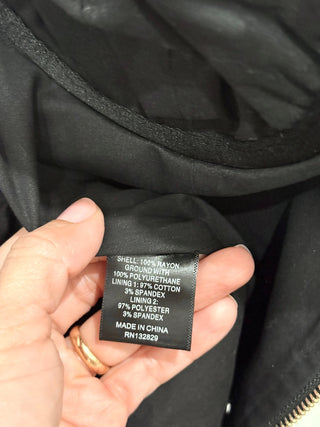 SHELL: 100% RAYON
GROUND WITH
100% POLYURETHANE
LINING 1: 97% COTTON
3% SPANDEX
LINING 2:
97% POLYESTER
3% SPANDEX
MADE IN CHINA
RN132829